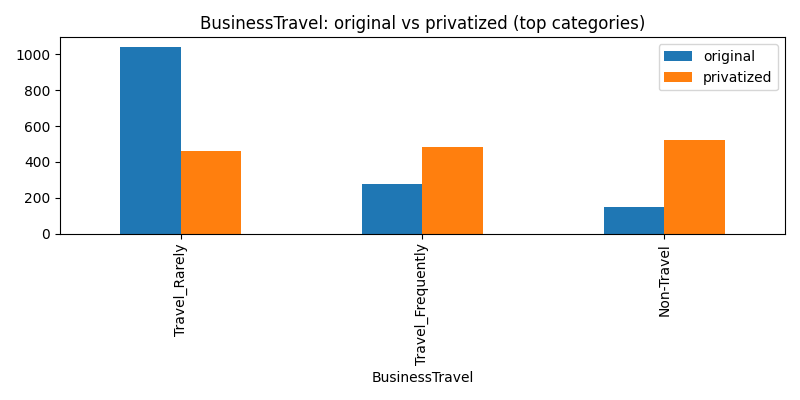 BusinessTravel: original vs privatized (top categories)
original
privatized
1000
800
600
400
200
0
Travel_Rarely
Travel_Frequently
Non-Travel
BusinessTravel